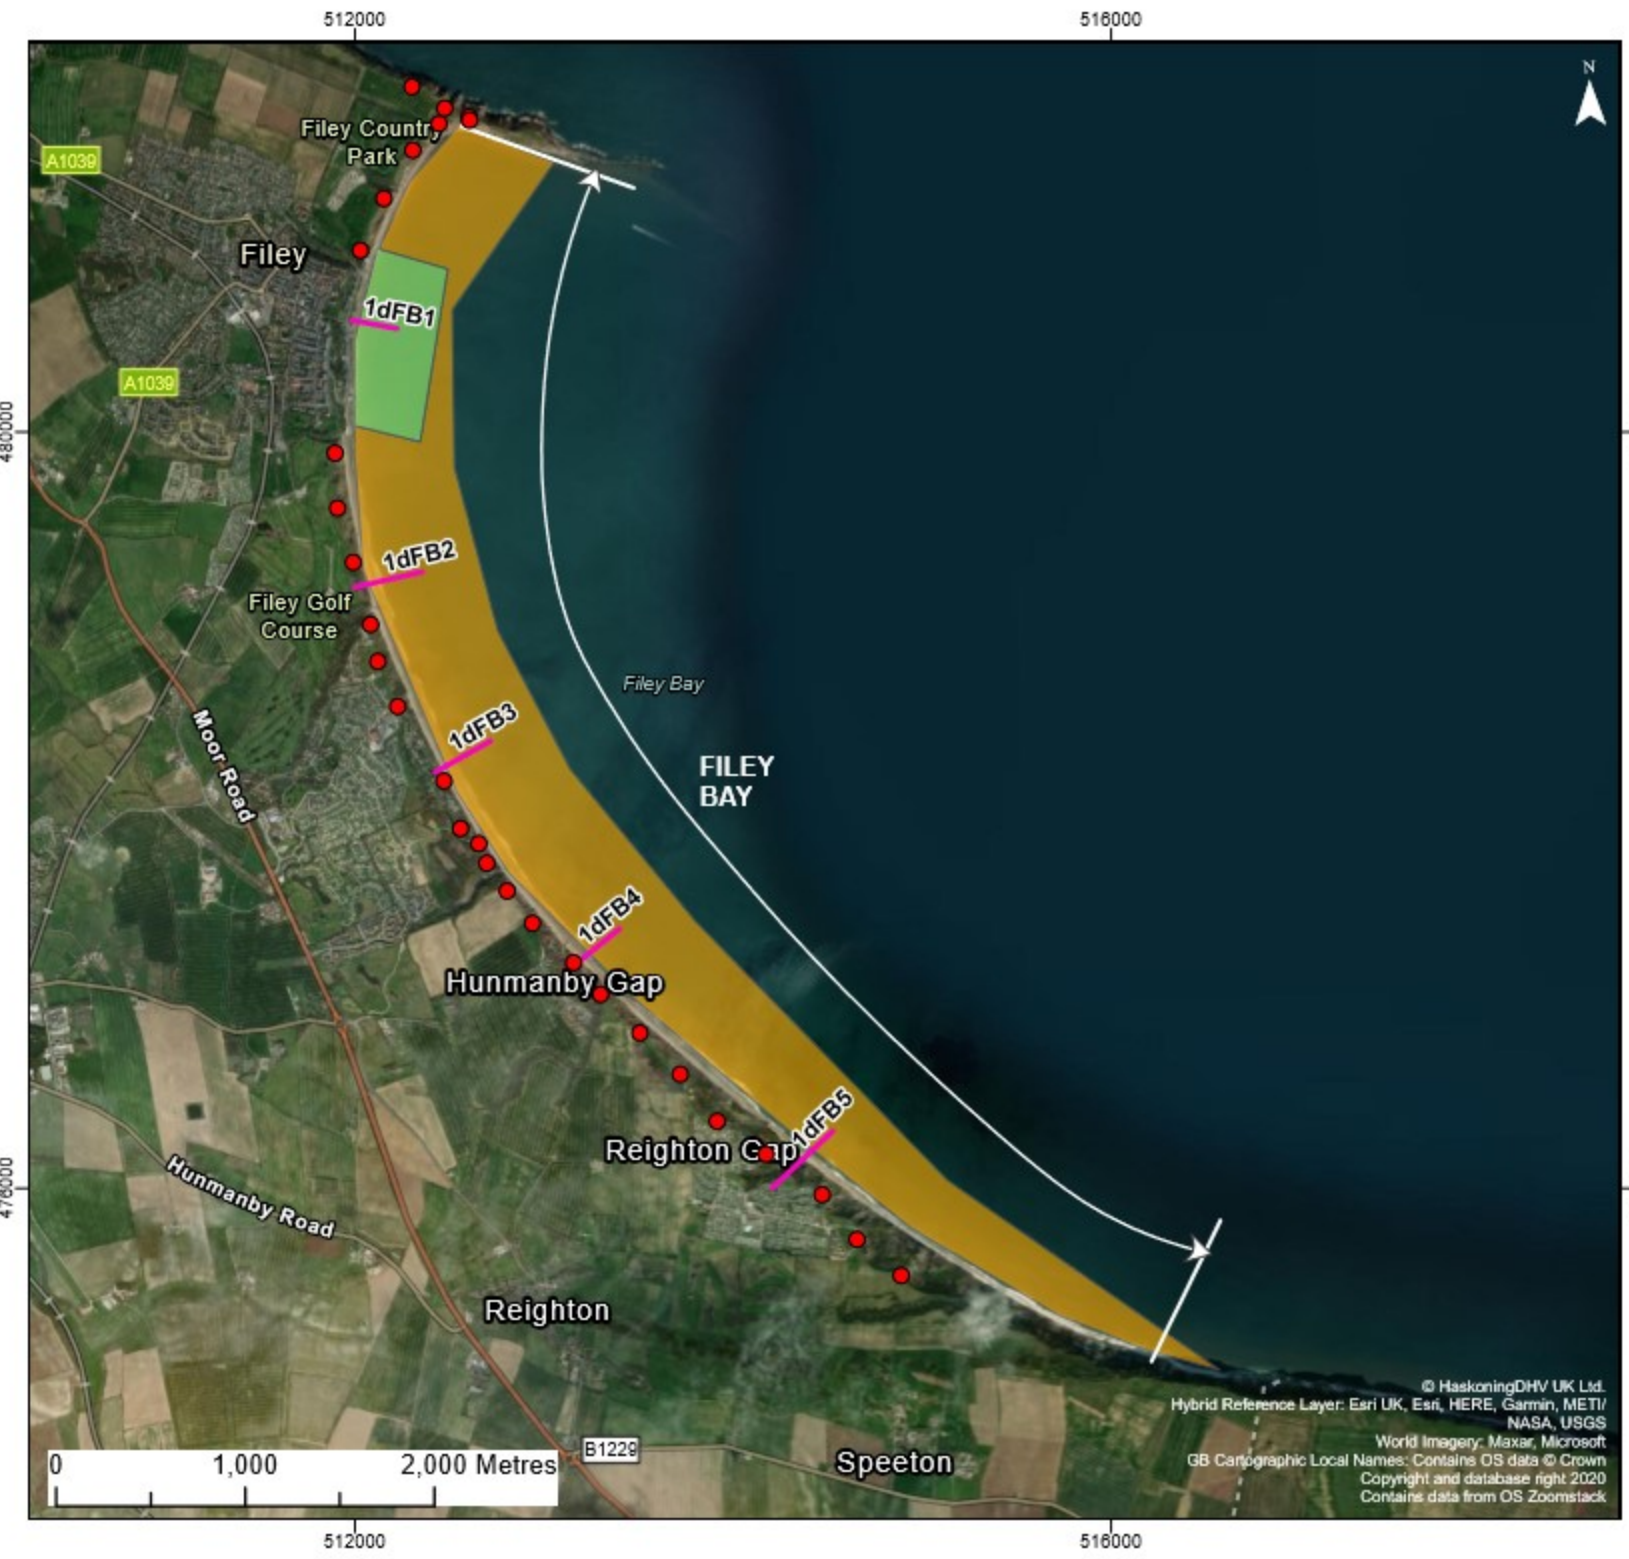 512000
516000
N
Filey Country
Park
A1039
Filey
1dFB1
A1039
480000
1dFB2
Filey Golf
Course
Filey Bay
1dFB3
Moor Road
FILEY
BAY
1dFB4
Hunmanby Gap
1dFB5
Reighton Gap
476000
Hunmanby Road
Reighton
© HaskoningDHV UK Ltd.
Hybrid Reference Layer: Esri UK, Esri, HERE, Garmin, METI/
NASA, USGS
World Imagery: Maxar, Microsoft
GB Cartographic Local Names: Contains OS data © Crown
Copyright and database right 2020
Contains data from OS Zoomstack
B1229
Speeton
0 1,000 2,000 Metres
512000
516000